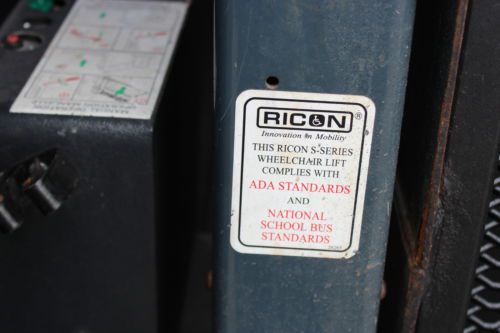 RICON®
Innovation in Mobility
THIS RICON S-SERIES
WHEELCHAIR LIFT
COMPLIES WITH
ADA STANDARDS
AND
NATIONAL
SCHOOL BUS
STANDARDS